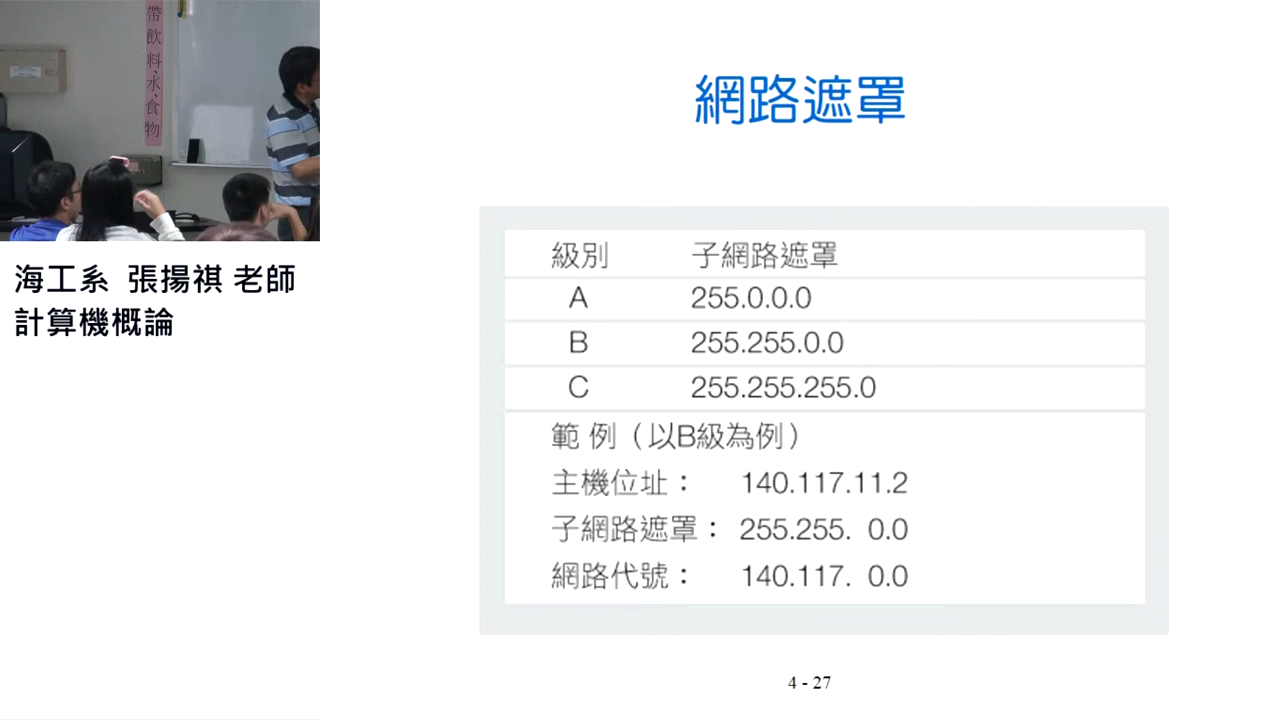 帶飲料、水、食物
海工系 張揚祺 老師
計算機概論
網路遮罩
級別 子網路遮罩
A 255.0.0.0
B 255.255.0.0
C 255.255.255.0
範 例（以B級為例）
主機位址： 140.117.11.2
子網路遮罩： 255.255. 0.0
網路代號： 140.117. 0.0
4 - 27